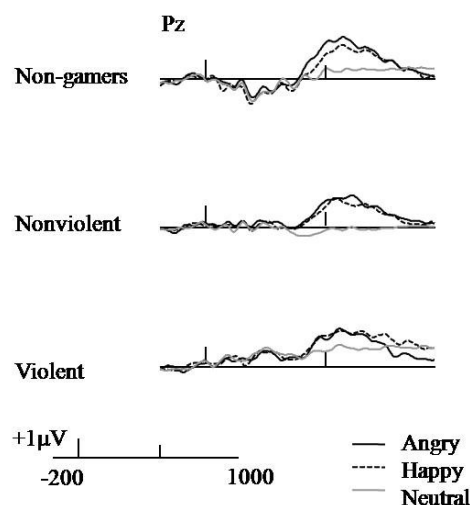 Pz
Non-gamers
Nonviolent
Violent
+1μV
-200 1000
Angry
Happy
Neutral